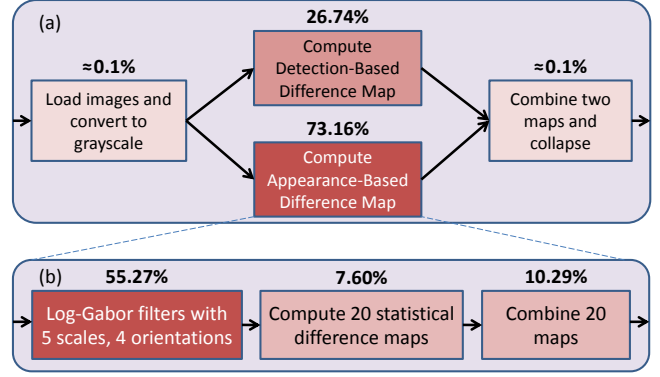 (a)
26.74%
Compute
Detection-Based
Difference Map
≈0.1%
Load images and
convert to
grayscale
73.16%
Compute
Appearance-Based
Difference Map
≈0.1%
Combine two
maps and
collapse
(b)
55.27%
Log-Gabor filters with
5 scales, 4 orientations
7.60%
Compute 20 statistical
difference maps
10.29%
Combine 20
maps